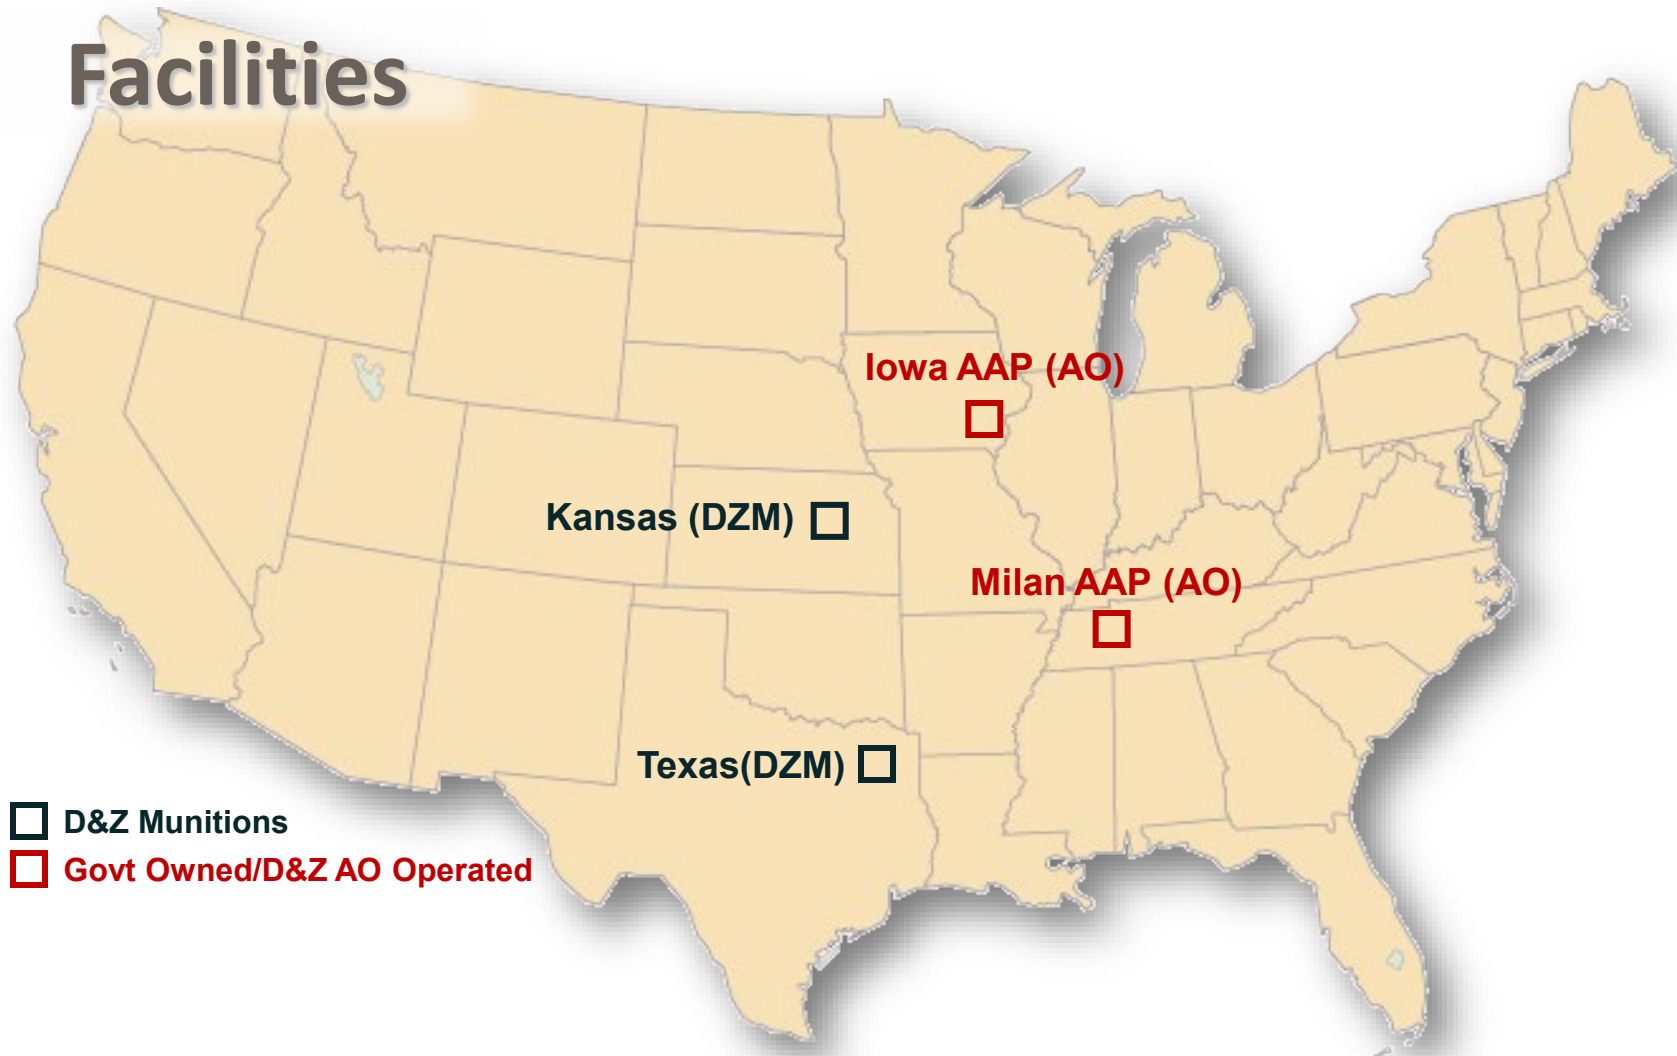 Facilities
Iowa AAP (AO)
Kansas (DZM)
Milan AAP (AO)
Texas(DZM)
D&Z Munitions
Govt Owned/D&Z AO Operated